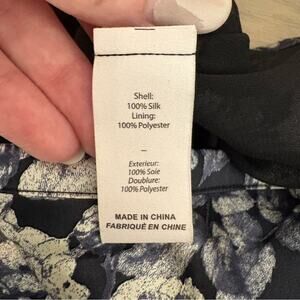 Shell:
100% Silk
Lining:
100% Polyester
–
Exterieur:
100% Soie
Doublure:
100% Polyester
MADE IN CHINA
FABRIQUÉ EN CHINE